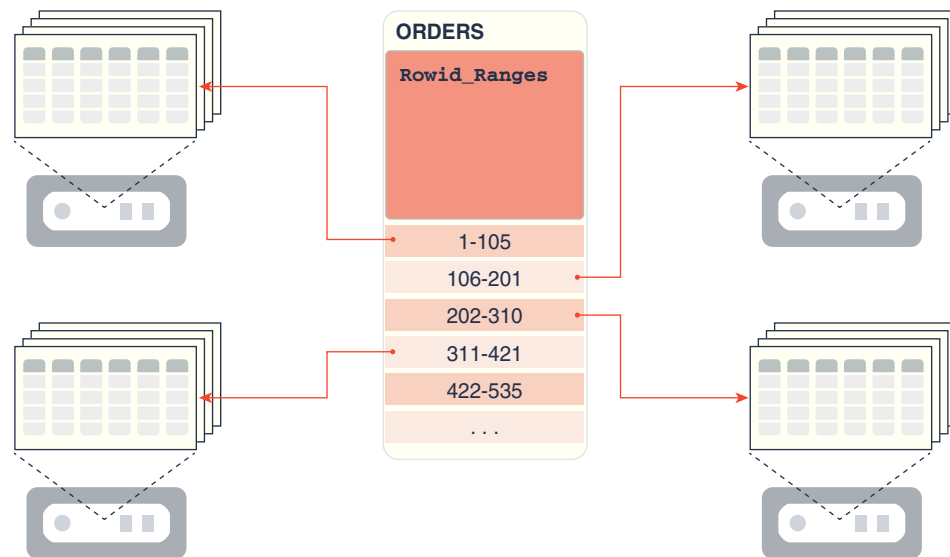 ORDERS
Rowid_Ranges
1-105
106-201
202-310
311-421
422-535
. . .